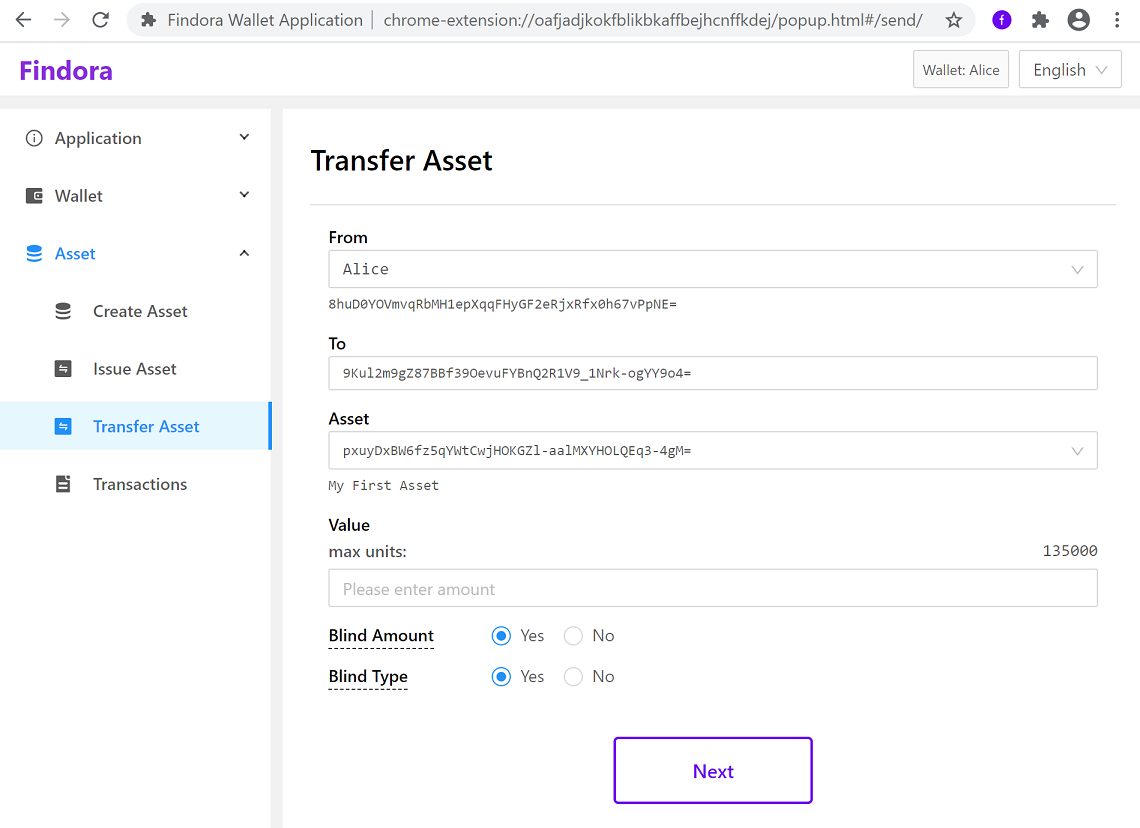 Findora Wallet Application | chrome-extension://oafjadjkokfblikbkaffbejhcnffkdej/popup.html#/send/
Findora
Wallet: Alice
English
Application
Wallet
Asset
Create Asset
Issue Asset
Transfer Asset
Transactions
Transfer Asset
From
Alice
8huD0YOVmvqRbMH1epXqqFHyGF2eRjxRfx0h67vPpNE=
To
9Kul2m9gZ87BBf39OevuFYBnQ2R1V9_1Nrk-ogYY9o4=
Asset
pxuyDxBW6fz5qYWtCwjHOKGZl-aalMXYHOLQEq3-4gM=
My First Asset
Value
max units: 135000
Please enter amount
Blind Amount Yes No
Blind Type Yes No
Next